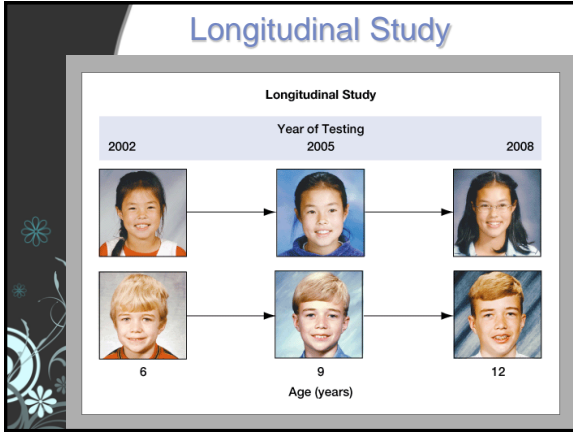 Longitudinal Study
Longitudinal Study
Year of Testing
2002 2005 2008
6 9 12
Age (years)